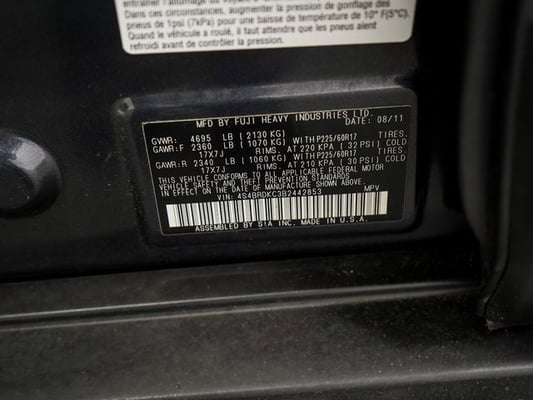 Dans ces circonstances, augmenter la pression de gonflage des
pneus de 1psi (7kPa) pour une baisse de température de 10° F(5℃).
Quand le véhicule a roulé, il faut attendre que les pneus aient
refroidi avant de contrôler la pression.
MFD BY FUJI HEAVY INDUSTRIES LTD.
DATE: 08/11
GVWR: 4695 LB (2130 KG)
GAWR:F 2360 LB (1070 KG) WITH P225/60R17 TIRES,
17X7J RIMS, AT 220 KPA (32 PSI) COLD
GAWR:R 2340 LB (1060 KG) WITH P225/60R17 TIRES,
17X7J RIMS, AT 210 KPA (30 PSI) COLD
THIS VEHICLE CONFORMS TO ALL APPLICABLE FEDERAL MOTOR
VEHICLE SAFETY AND THEFT PREVENTION STANDARDS
IN EFFECT ON THE DATE OF MANUFACTURE SHOWN ABOVE.
VIN: 4S4BRDKC3B2442853 MPV
ASSEMBLED BY SIA INC. MADE IN U.S.A.